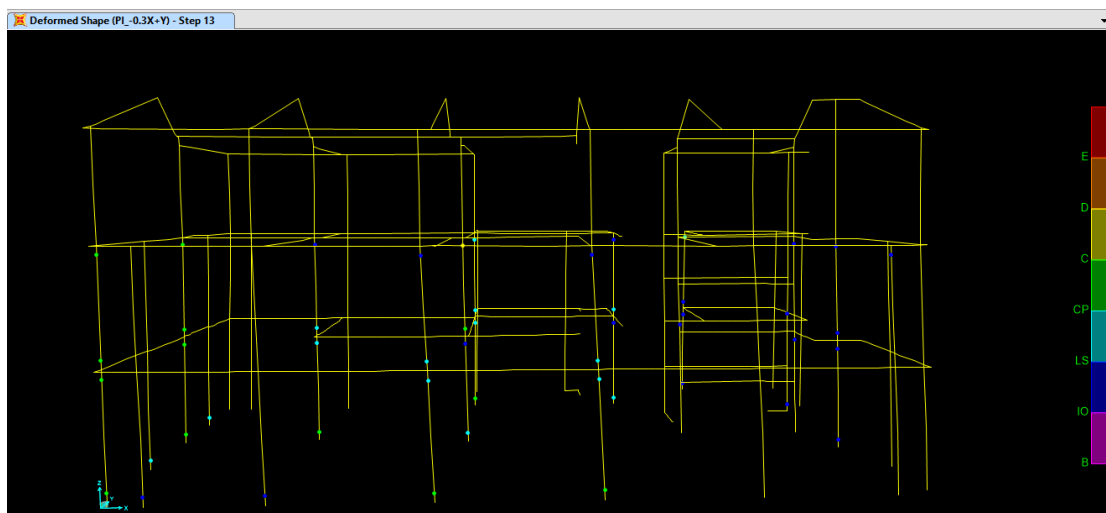 Deformed Shape (PI_-0.3X+Y) - Step 13
E
D
C
CP
LS
IO
B
Z
Y
X